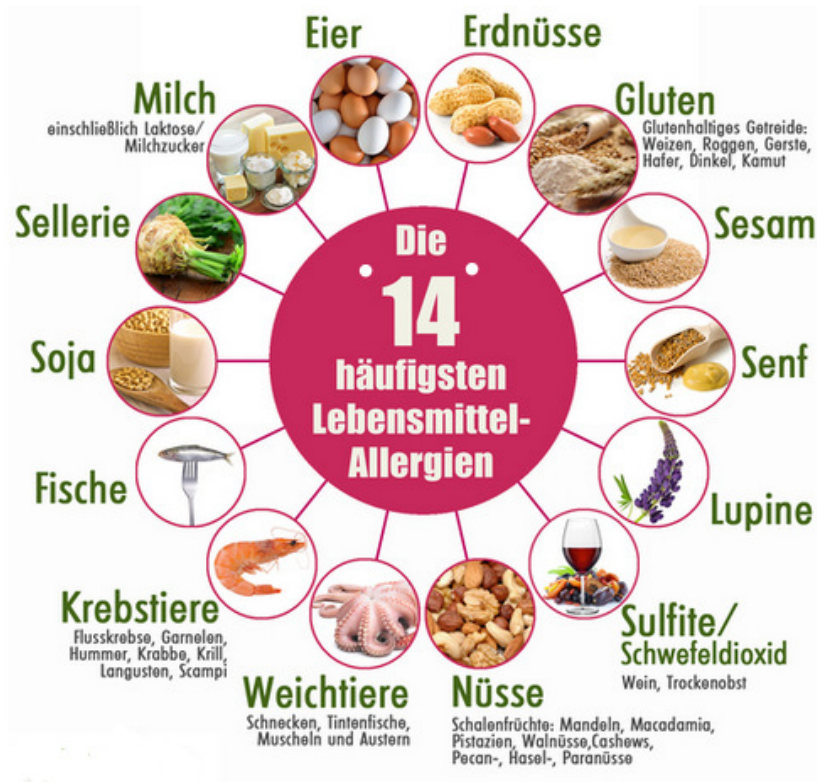 Die
14
häufigsten
Lebensmittel-
Allergien
Eier
Erdnüsse
Gluten
Glutenhaltiges Getreide:
Weizen, Roggen, Gerste,
Hafer, Dinkel, Kamut
Sesam
Senf
Lupine
Sulfite/
Schwefeldioxid
Wein, Trockenobst
Nüsse
Schalenfrüchte: Mandeln, Macadamia,
Pistazien, Walnüsse,Cashews,
Pecan-, Hasel-, Paranüsse
Weichtiere
Schnecken, Tintenfische,
Muscheln und Austern
Krebstiere
Flusskrebse, Garnelen,
Hummer, Krabbe, Krill,
Langusten, Scampi
Fische
Soja
Sellerie
Milch
einschließlich Laktose/
Milchzucker